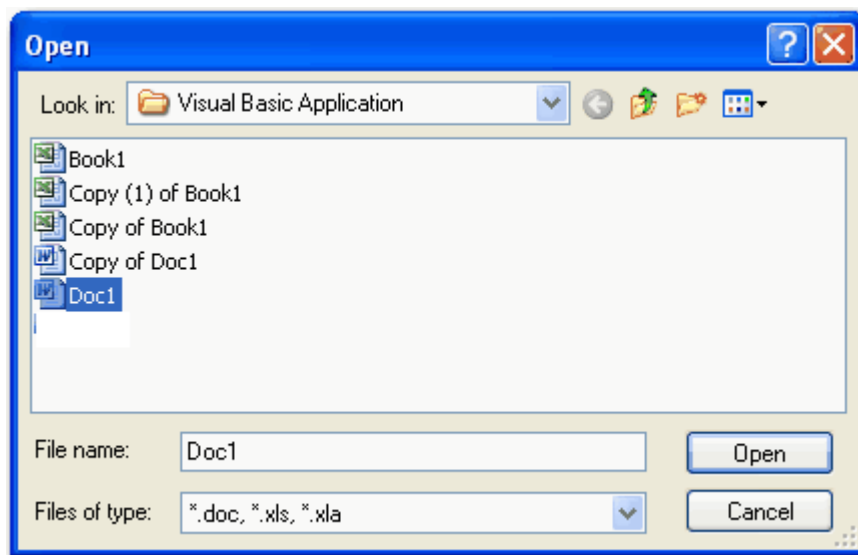 Open
Look in: Visual Basic Application
Book1
Copy (1) of Book1
Copy of Book1
Copy of Doc1
Doc1
File name: Doc1 Open
Files of type: *.doc, *.xls, *.xla Cancel